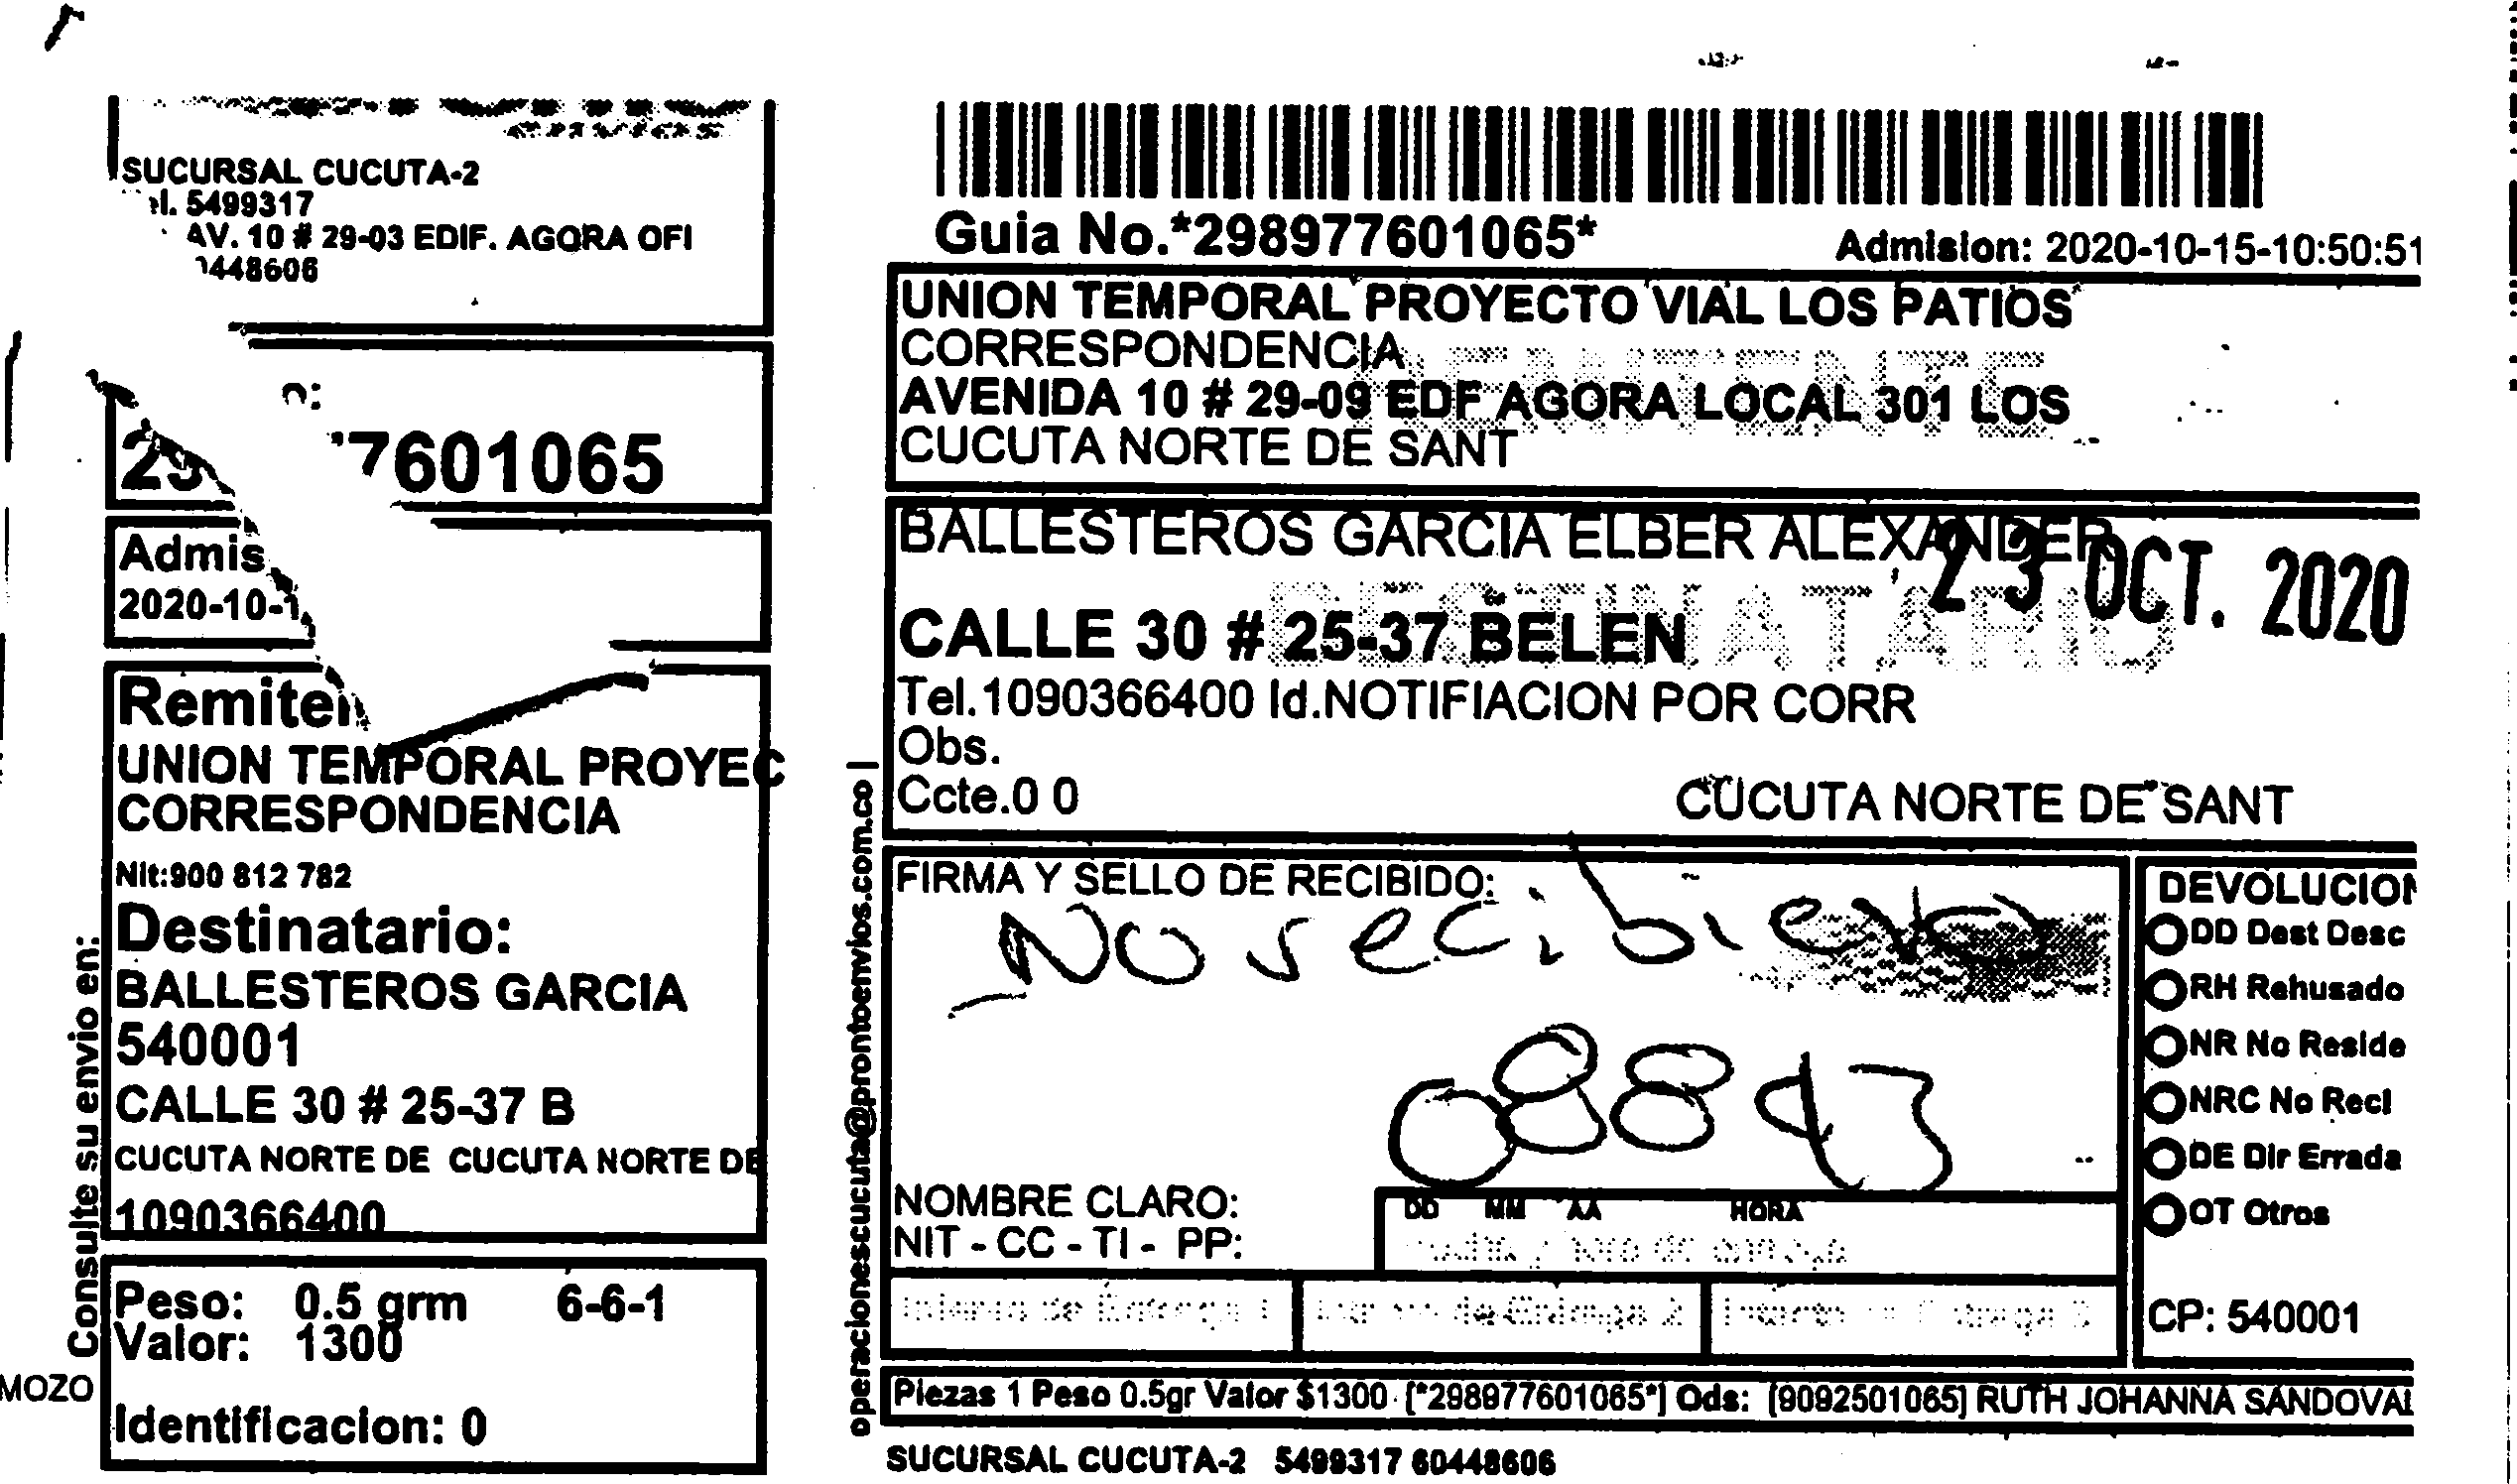 SUCURSAL CUCUTA-2
5499317
AV. 10 # 29-03 EDIF. AGORA OFI
448606
7601065
Admis
2020-10-1
Remiten
UNION TEMPORAL PROYEC
CORRESPONDENCIA
Nit:900 812 782
Destinatario:
BALLESTEROS GARCIA
540001
CALLE 30 # 25-37 B
CUCUTA NORTE DE CUCUTA NORTE DE
1090366400
Peso: 0.5 grm 6-6-1
Valor: 1300
Identificacion: 0
Consulte su envio en:
MOZO
operacionescucuta@prontoenvios.com.co |
Guia No.*298977601065*
Admision: 2020-10-15-10:50:51
UNION TEMPORAL PROYECTO VIAL LOS PATIOS
CORRESPONDENCIA
REMITENTE
AVENIDA 10 # 29-09 EDF AGORA LOCAL 301 LOS
CUCUTA NORTE DE SANT
BALLESTEROS GARCIA ELBER ALEXANDER
23 OCT. 2020
DESTINATARIO
CALLE 30 # 25-37 BELEN
Tel.1090366400 Id.NOTIFIACION POR CORR
Obs.
Ccte.0 0
CUCUTA NORTE DE SANT
FIRMA Y SELLO DE RECIBIDO:
No recibiero
08843
NOMBRE CLARO:
NIT - CC - TI - PP:
DD MM AA HORA
DEVOLUCION
DD Dest Desc
RH Rehusado
NR No Reside
NRC No Reci
DE Dir Errada
OT Otros
CP: 540001
Piezas 1 Peso 0.5gr Valor $1300 [*298977601065*] Ods: [9092501065] RUTH JOHANNA SANDOVAL
SUCURSAL CUCUTA-2 5499317 60448606